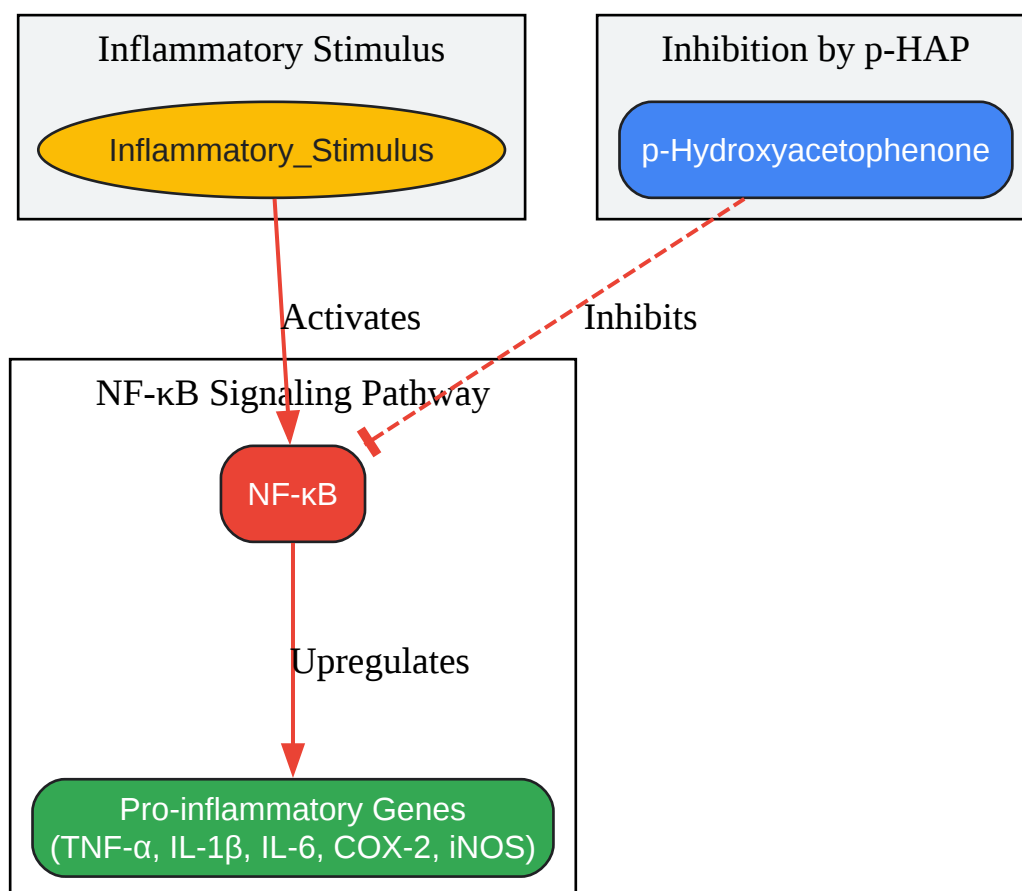 Inflammatory Stimulus
Inhibition by p-HAP
Inflammatory_Stimulus
p-Hydroxyacetophenone
Activates
Inhibits
NF-κB Signaling Pathway
NF-κB
Upregulates
Pro-inflammatory Genes
(TNF-α, IL-1β, IL-6, COX-2, iNOS)